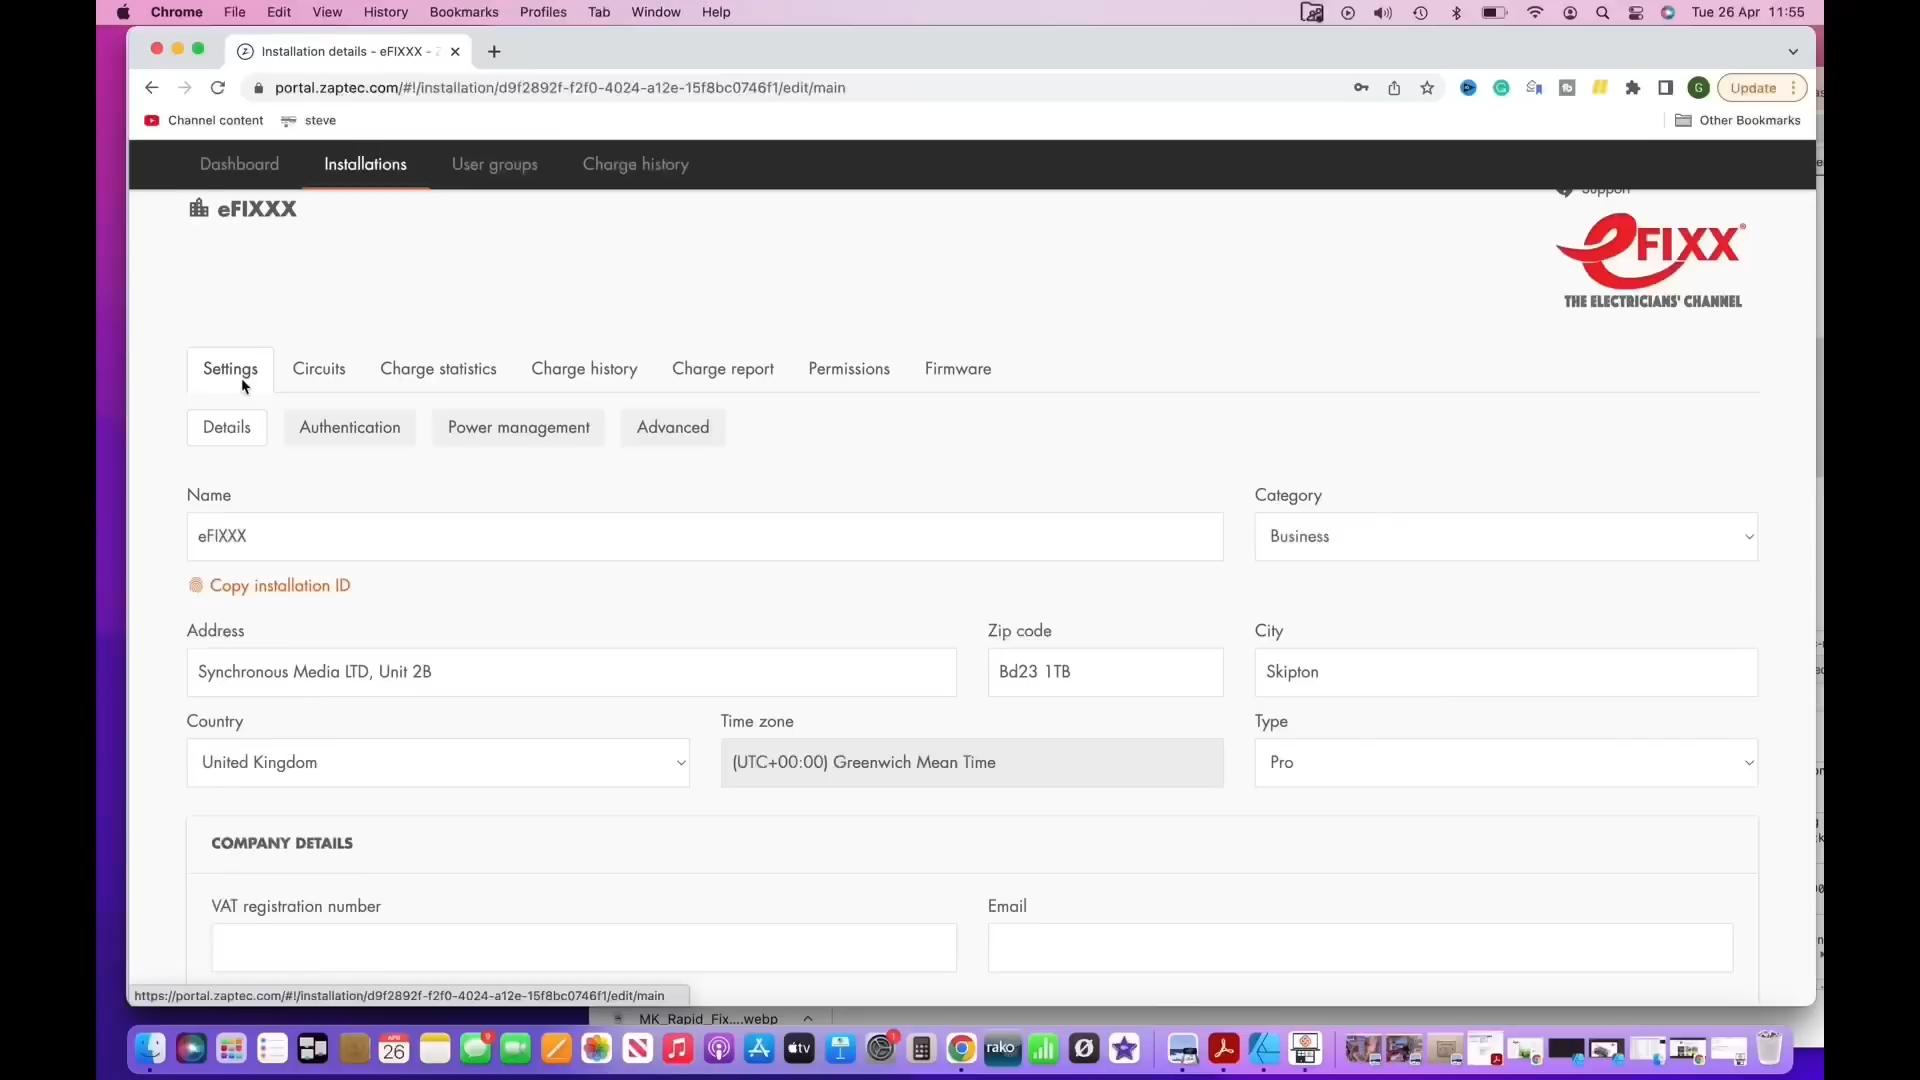 Chrome File Edit View History Bookmarks Profiles Tab Window Help Tue 26 Apr 11:55
Installation details - eFIXXX -
portal.zaptec.com/#!/installation/d9f2892f-f2f0-4024-a12e-15f8bc0746f1/edit/main G Update
Channel content steve Other Bookmarks
Dashboard Installations User groups Charge history
Support
eFIXXX
eFIXX®
THE ELECTRICIANS' CHANNEL
Settings Circuits Charge statistics Charge history Charge report Permissions Firmware
Details Authentication Power management Advanced
Name Category
eFIXXX Business
Copy installation ID
Address Zip code City
Synchronous Media LTD, Unit 2B Bd23 1TB Skipton
Country Time zone Type
United Kingdom (UTC+00:00) Greenwich Mean Time Pro
COMPANY DETAILS
VAT registration number Email
https://portal.zaptec.com/#!/installation/d9f2892f-f2f0-4024-a12e-15f8bc0746f1/edit/main
MK_Rapid_Fix....webp
26 tv rako